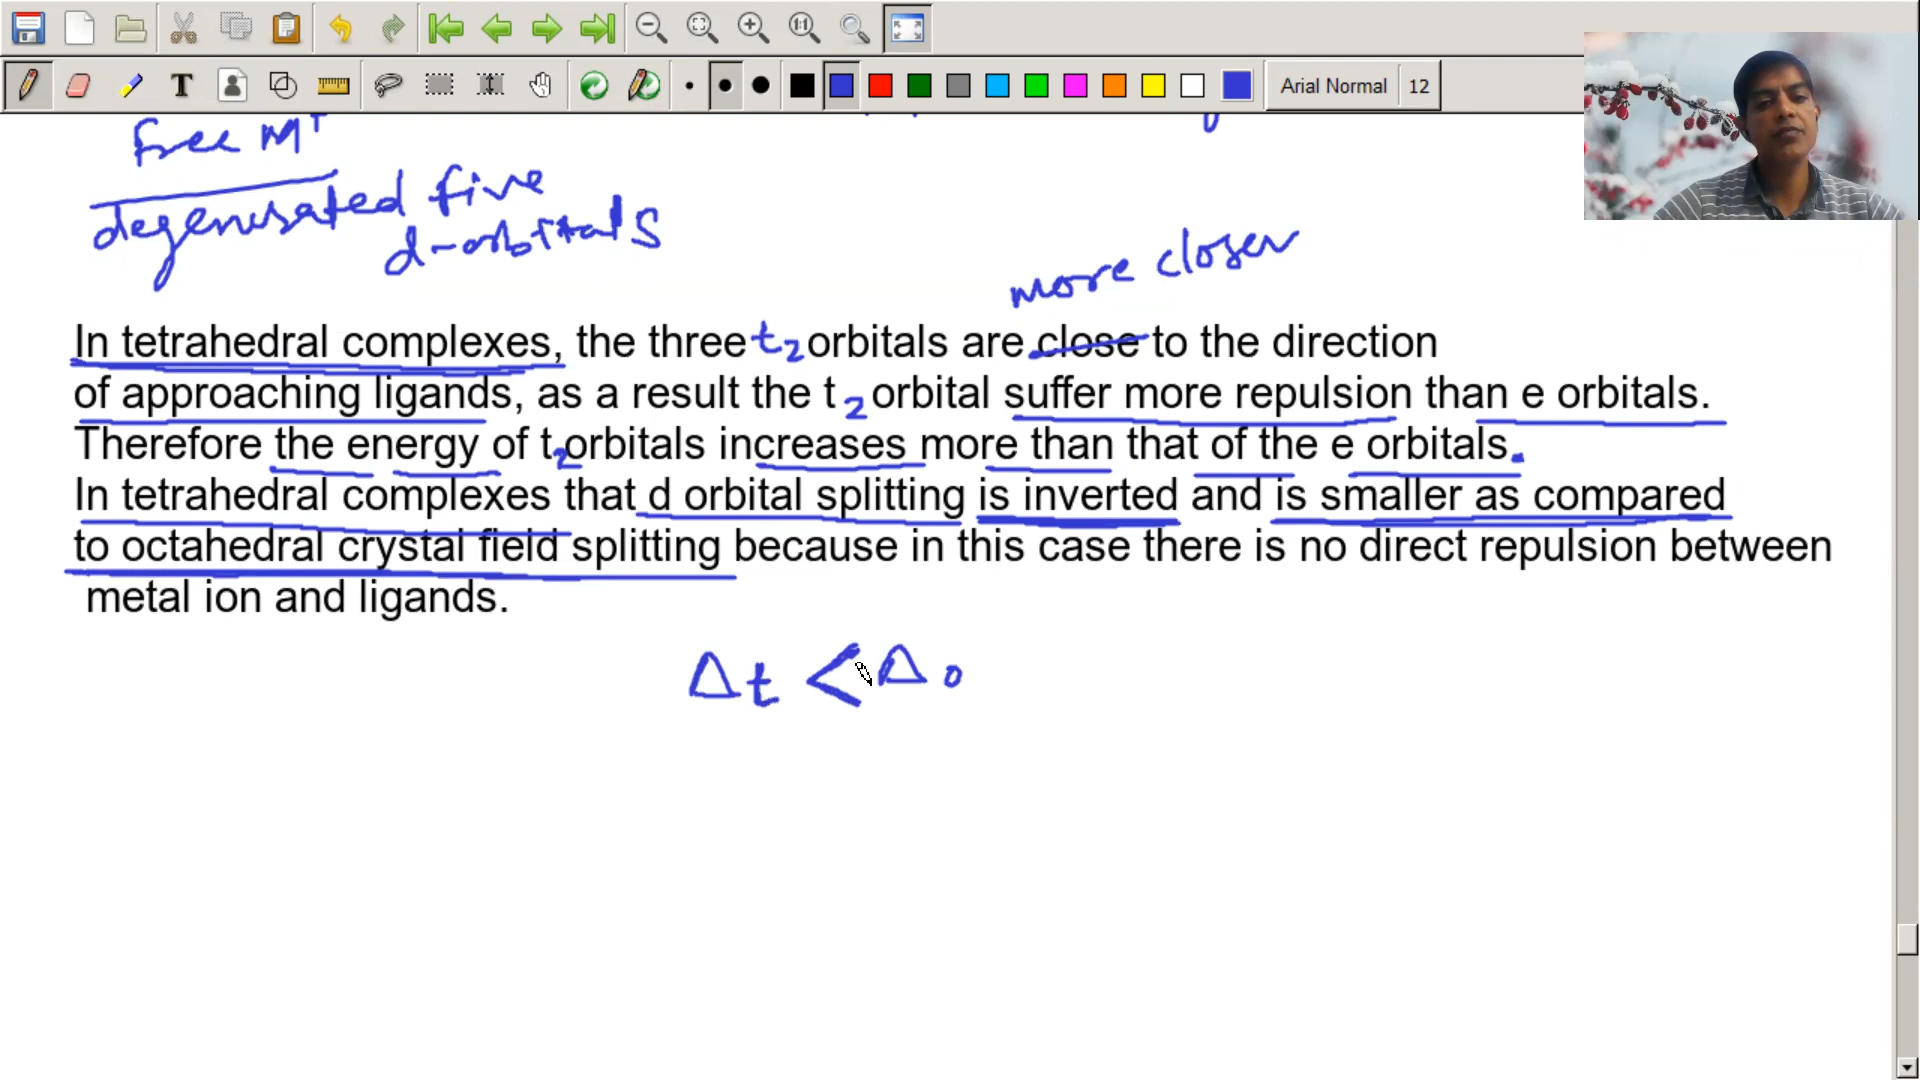 1:1
T
Arial Normal 12
free M+
degenerated five
d-orbitals
more closer
In tetrahedral complexes, the three t2 orbitals are close to the direction
of approaching ligands, as a result the t2 orbital suffer more repulsion than e orbitals.
Therefore the energy of t2orbitals increases more than that of the e orbitals.
In tetrahedral complexes that d orbital splitting is inverted and is smaller as compared
to octahedral crystal field splitting because in this case there is no direct repulsion between
metal ion and ligands.
Δt < Δo